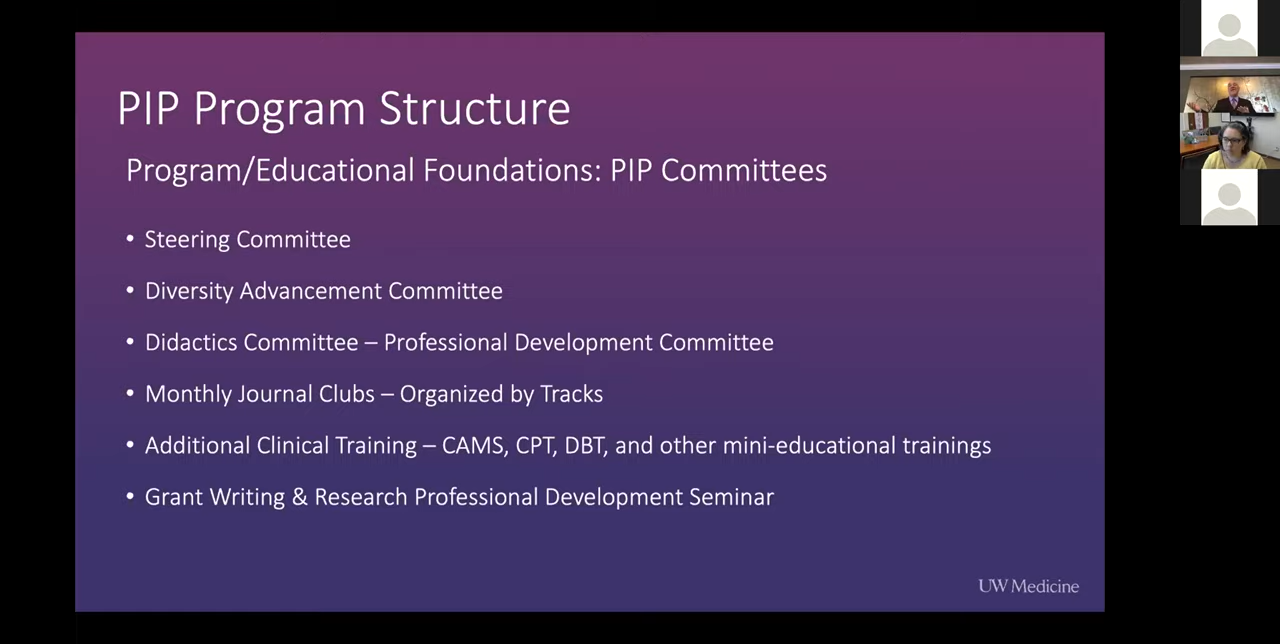 PIP Program Structure
Program/Educational Foundations: PIP Committees
• Steering Committee
• Diversity Advancement Committee
• Didactics Committee – Professional Development Committee
• Monthly Journal Clubs – Organized by Tracks
• Additional Clinical Training – CAMS, CPT, DBT, and other mini-educational trainings
• Grant Writing & Research Professional Development Seminar
UW Medicine